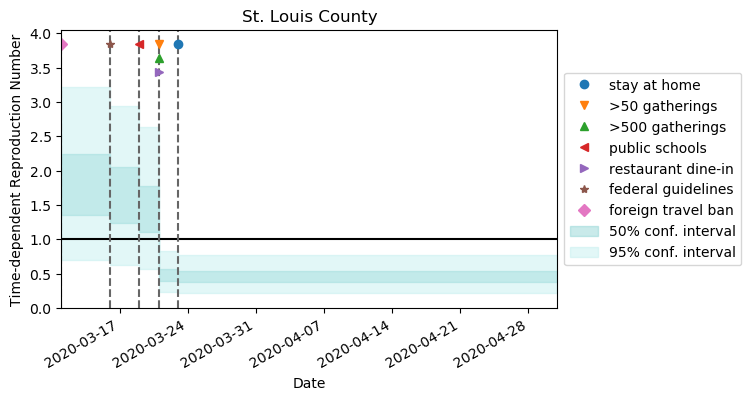 St. Louis County
Time-dependent Reproduction Number
4.0
3.5
3.0
2.5
2.0
1.5
1.0
0.5
0.0
2020-03-17
2020-03-24
2020-03-31
2020-04-07
2020-04-14
2020-04-21
2020-04-28
Date
stay at home
>50 gatherings
>500 gatherings
public schools
restaurant dine-in
federal guidelines
foreign travel ban
50% conf. interval
95% conf. interval